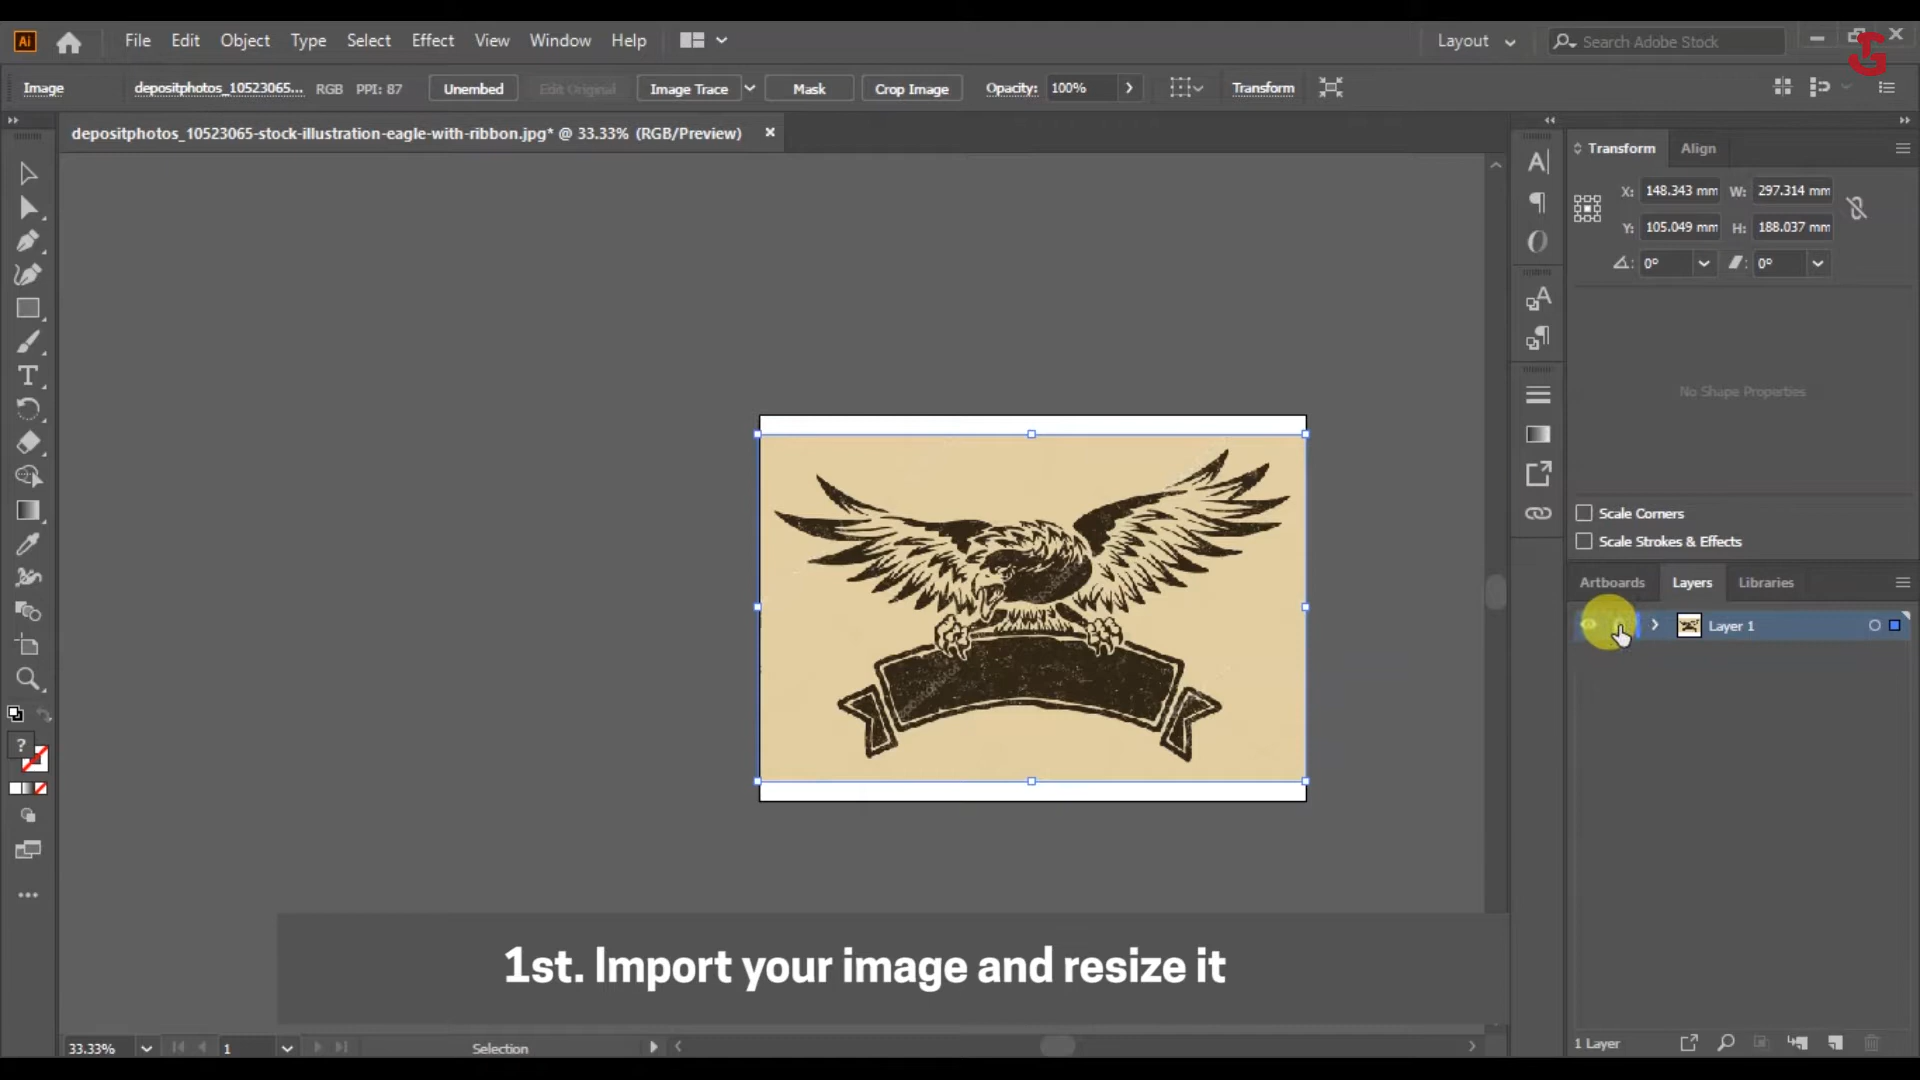 Ai File Edit Object Type Select Effect View Window Help Layout Search Adobe Stock
Image depositphotos_10523065... RGB PPI: 87 Unembed Edit Original Image Trace Mask Crop Image Opacity: 100% Transform
depositphotos_10523065-stock-illustration-eagle-with-ribbon.jpg* @ 33.33% (RGB/Preview)
Transform Align
X: 148.343 mm W: 297.314 mm
Y: 105.049 mm H: 188.037 mm
0° 0°
No Shape Properties
Scale Corners
Scale Strokes & Effects
Artboards Layers Libraries
Layer 1
1st. Import your image and resize it
33.33% 1 Selection
1 Layer